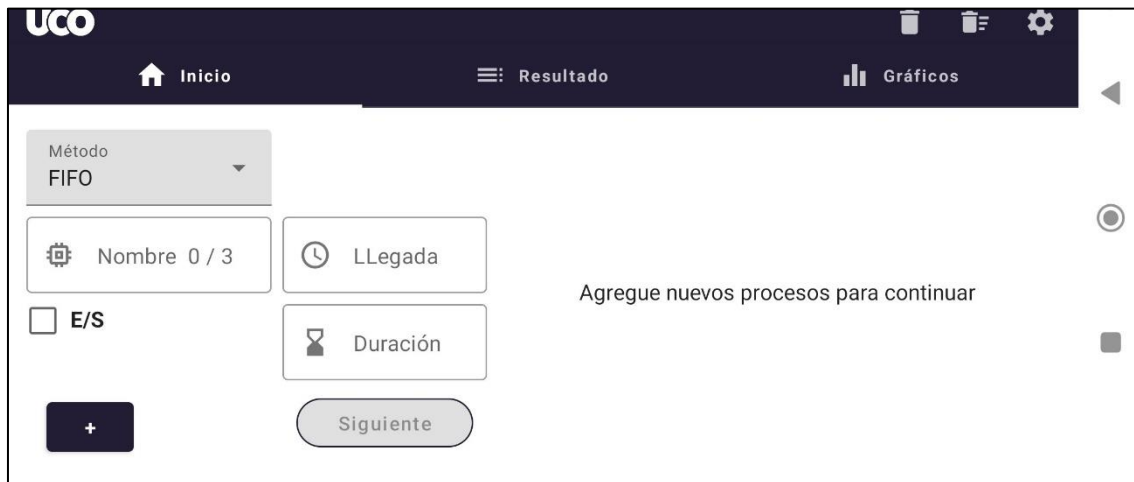 UCO
Inicio
Resultado
Gráficos
Método
FIFO
Nombre 0 / 3
LLegada
E/S
Duración
Agregue nuevos procesos para continuar
+
Siguiente